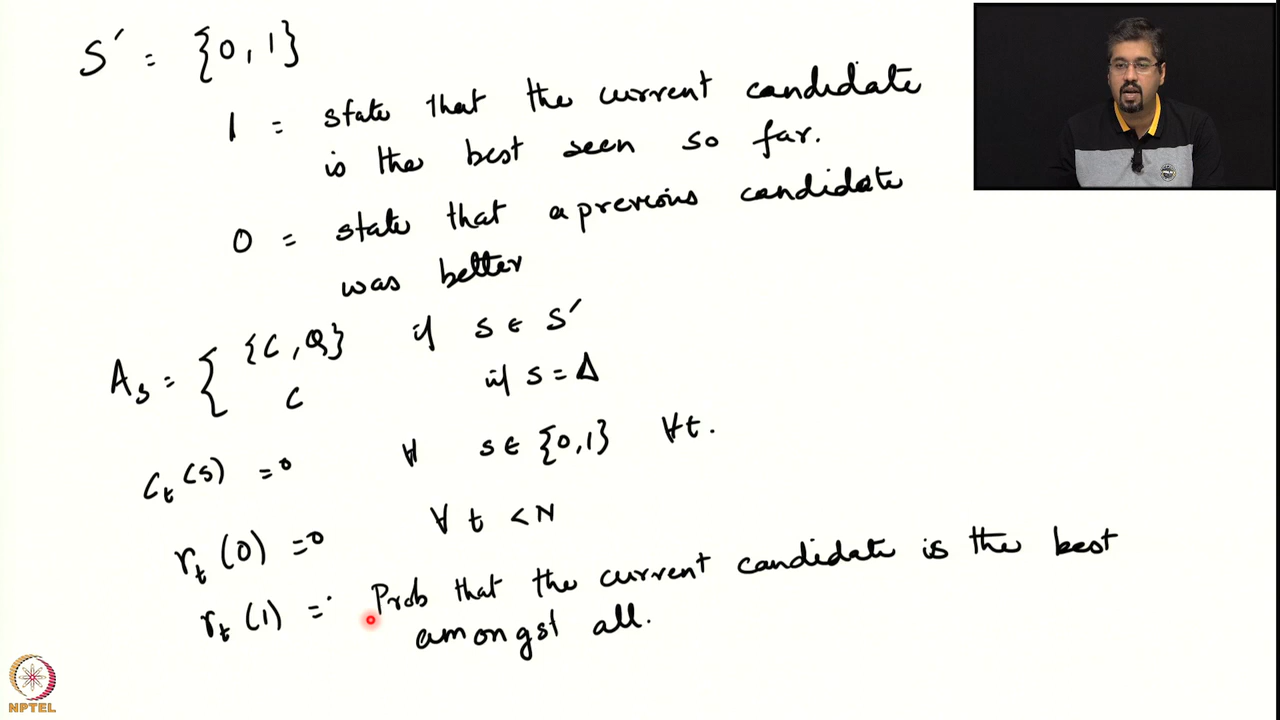 S' = {0, 1}
1 = state that the current candidate
is the best seen so far.
0 = state that a previous candidate
was better
A_s = { {C, Q} if s ∈ S'
C if s = Δ
C_t(s) = 0 ∀ s ∈ {0, 1} ∀t.
r_t(0) = 0 ∀ t < N
r_t(1) = Prob that the current candidate is the best
amongst all.
NPTEL